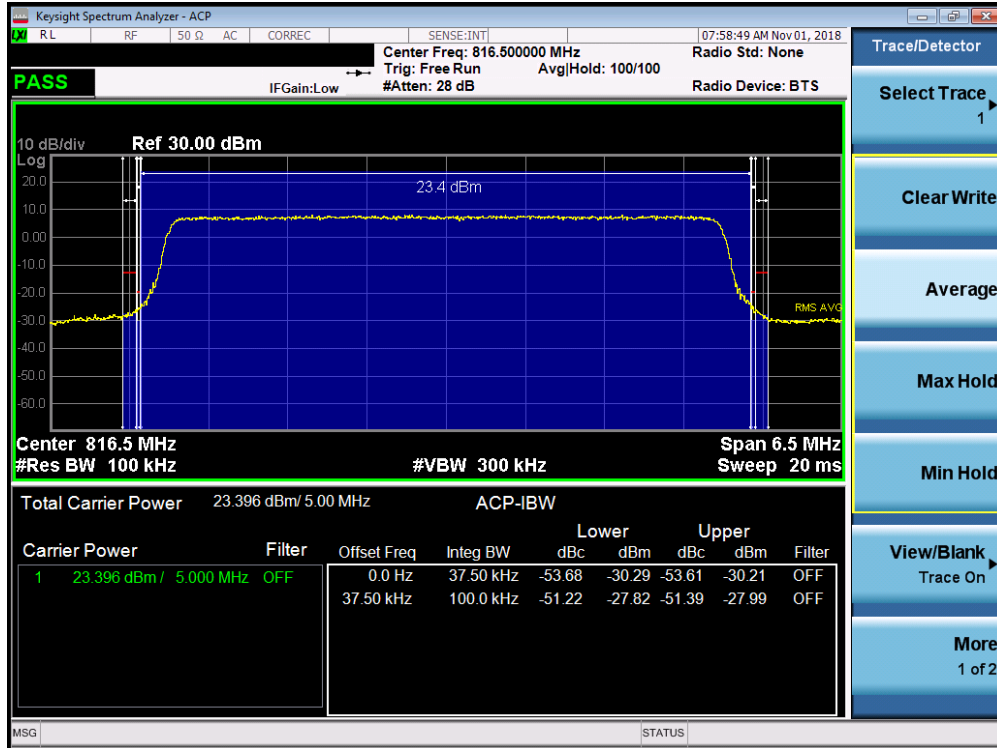 Keysight Spectrum Analyzer - ACP
LXI RL RF 50 Ω AC CORREC SENSE:INT 07:58:49 AM Nov 01, 2018
Center Freq: 816.500000 MHz Radio Std: None
Trig: Free Run Avg|Hold: 100/100
PASS IFGain:Low #Atten: 28 dB Radio Device: BTS
10 dB/div Ref 30.00 dBm
Log
20.0
10.0
0.00
-10.0
-20.0
-30.0
-40.0
-50.0
-60.0
23.4 dBm
RMS AVG
Center 816.5 MHz Span 6.5 MHz
#Res BW 100 kHz #VBW 300 kHz Sweep 20 ms
Total Carrier Power 23.396 dBm/ 5.00 MHz ACP-IBW
Lower Upper
Carrier Power Filter Offset Freq Integ BW dBc dBm dBc dBm Filter
1 23.396 dBm / 5.000 MHz OFF 0.0 Hz 37.50 kHz -53.68 -30.29 -53.61 -30.21 OFF
37.50 kHz 100.0 kHz -51.22 -27.82 -51.39 -27.99 OFF
MSG STATUS
Trace/Detector
Select Trace
1
Clear Write
Average
Max Hold
Min Hold
View/Blank
Trace On
More
1 of 2